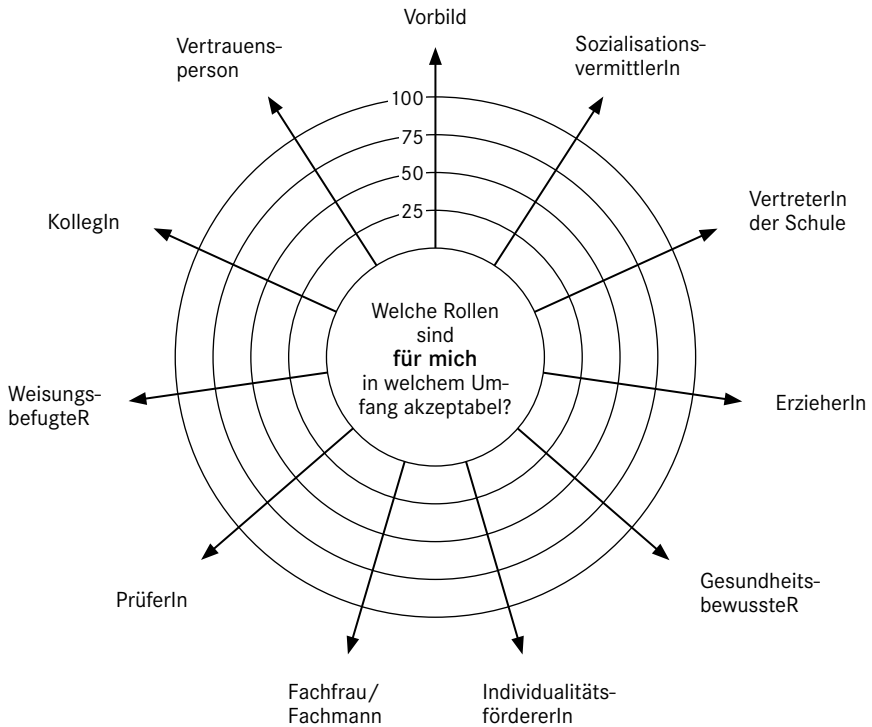 Vorbild
Vertrauens-
person
Sozialisations-
vermittlerIn
100
75
50
25
KollegIn
VertreterIn
der Schule
Welche Rollen
sind
für mich
in welchem Um-
fang akzeptabel?
Weisungs-
befugteR
ErzieherIn
PrüferIn
Gesundheits-
bewussteR
Fachfrau/
Fachmann
Individualitäts-
fördererIn